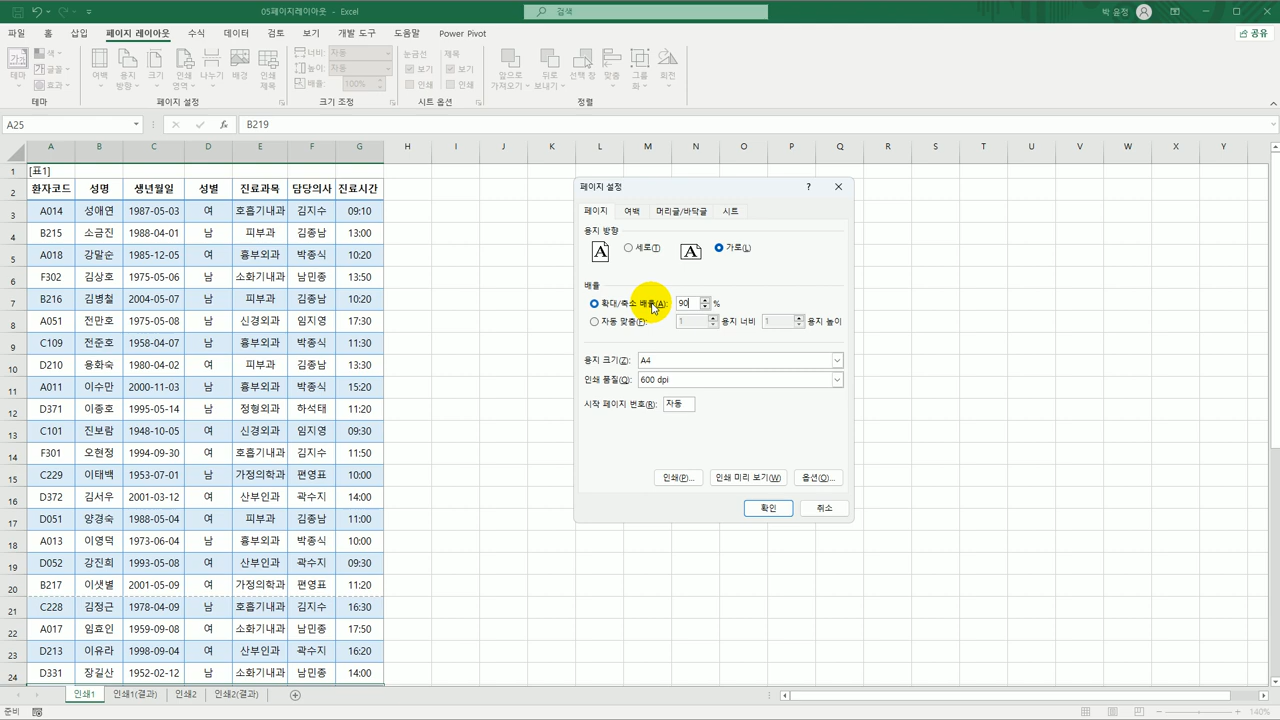 05페이지레이아웃 - Excel
검색
박 윤정
파일 홈 삽입 페이지 레이아웃 수식 데이터 검토 보기 개발 도구 도움말 Power Pivot
공유
테마 색 글꼴 효과 여백 용지 방향 크기 인쇄 영역 나누기 배경 인쇄 제목
너비: 자동
높이: 자동
배율: 100%
눈금선 제목
보기 보기
인쇄 인쇄
앞으로 가져오기 뒤로 보내기 선택 창 맞춤 그룹화 회전
테마 페이지 설정 크기 조정 시트 옵션 정렬
A25 fx B219
A B C D E F G H I J K L M N O P Q R S T U V W X Y
1 [표1]
2 환자코드 성명 생년월일 성별 진료과목 담당의사 진료시간
3 A014 성애연 1987-05-03 여 호흡기내과 김지수 09:10
4 B215 소금진 1988-04-01 남 피부과 김종남 13:00
5 A018 강말순 1985-12-05 여 흉부외과 박종식 10:20
6 F302 김상호 1975-05-06 남 소화기내과 남민종 13:50
7 B216 김병철 2004-05-07 남 피부과 김종남 10:20
8 A051 전만호 1975-05-08 남 신경외과 임지영 17:30
9 C109 전준호 1958-04-07 남 흉부외과 박종식 11:30
10 D210 용화숙 1980-04-02 여 피부과 김종남 13:30
11 A011 이수만 2000-11-03 남 흉부외과 박종식 15:20
12 D371 이종호 1995-05-14 남 정형외과 하석태 11:20
13 C101 진보람 1948-10-05 여 신경외과 임지영 09:30
14 F301 오현정 1994-09-30 여 호흡기내과 김지수 11:50
15 C229 이태백 1953-07-01 남 가정의학과 편영표 10:00
16 D372 김서우 2001-03-12 여 산부인과 곽수지 14:00
17 D051 양경숙 1988-05-04 여 피부과 김종남 11:00
18 A013 이영덕 1973-06-04 남 흉부외과 박종식 10:00
19 D052 강진희 1993-05-08 여 산부인과 곽수지 09:30
20 B217 이샛별 2001-05-09 여 가정의학과 편영표 11:20
21 C228 김정근 1978-04-09 남 호흡기내과 김지수 16:30
22 A017 임효인 1959-09-08 여 소화기내과 남민종 17:50
23 D213 이유라 1998-09-04 여 산부인과 곽수지 16:20
24 D331 장길산 1952-02-12 남 소화기내과 남민종 14:00
페이지 설정 ?
페이지 여백 머리글/바닥글 시트
용지 방향
A 세로(T) A 가로(L)
배율
확대/축소 배율(A): 90 %
자동 맞춤(F): 1 용지 너비 1 용지 높이
용지 크기(Z): A4
인쇄 품질(Q): 600 dpi
시작 페이지 번호(R): 자동
인쇄(P)... 인쇄 미리 보기(W) 옵션(O)...
확인 취소
인쇄1 인쇄1(결과) 인쇄2 인쇄2(결과)
준비 140%